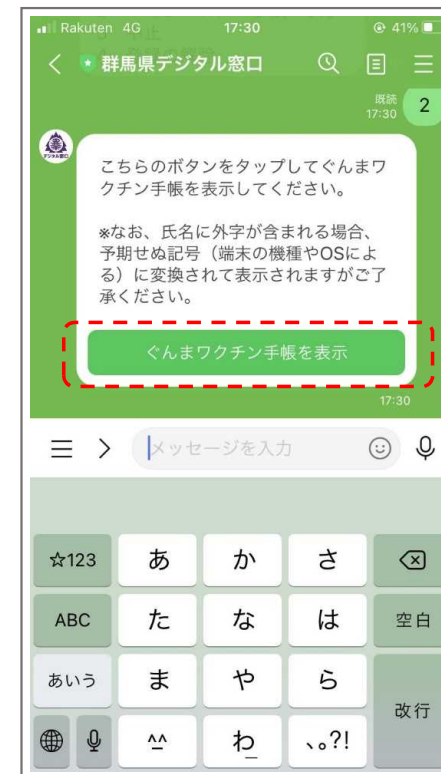 Rakuten 4G 17:30 41%
群馬県デジタル窓口
既読
17:30
2
デジタル窓口
こちらのボタンをタップしてぐんまワ
クチン手帳を表示してください。
※なお、氏名に外字が含まれる場合、
予期せぬ記号（端末の機種やOSによ
る）に変換されて表示されますがご了
承ください。
ぐんまワクチン手帳を表示
17:30
メッセージを入力
☆123 あ か さ
ABC た な は 空白
あいう ま や ら
改行
^^ わ 、。?!